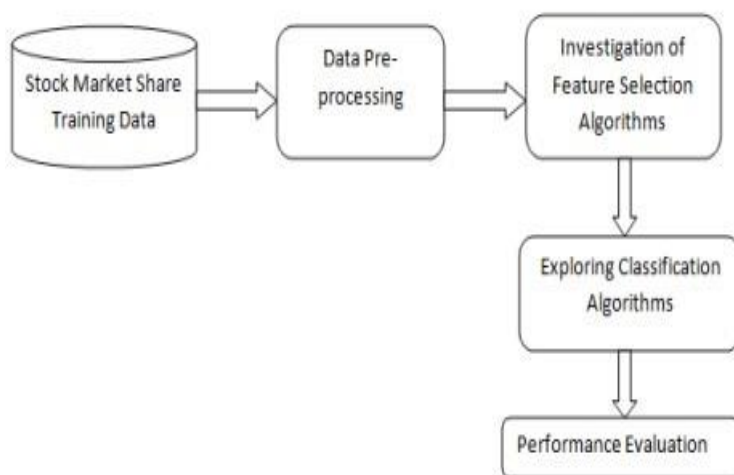 Stock Market Share
Training Data
Data Pre-
processing
Investigation of
Feature Selection
Algorithms
Exploring Classification
Algorithms
Performance Evaluation